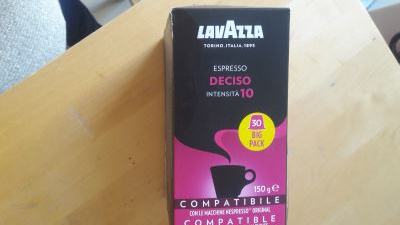 LAVAZZA
TORINO, ITALIA, 1895
ESPRESSO
DECISO
INTENSITÀ 10
30
BIG
PACK
150 g e
COMPATIBILE
CON LE MACCHINE NESPRESSO* ORIGINAL
COMPATIBLE